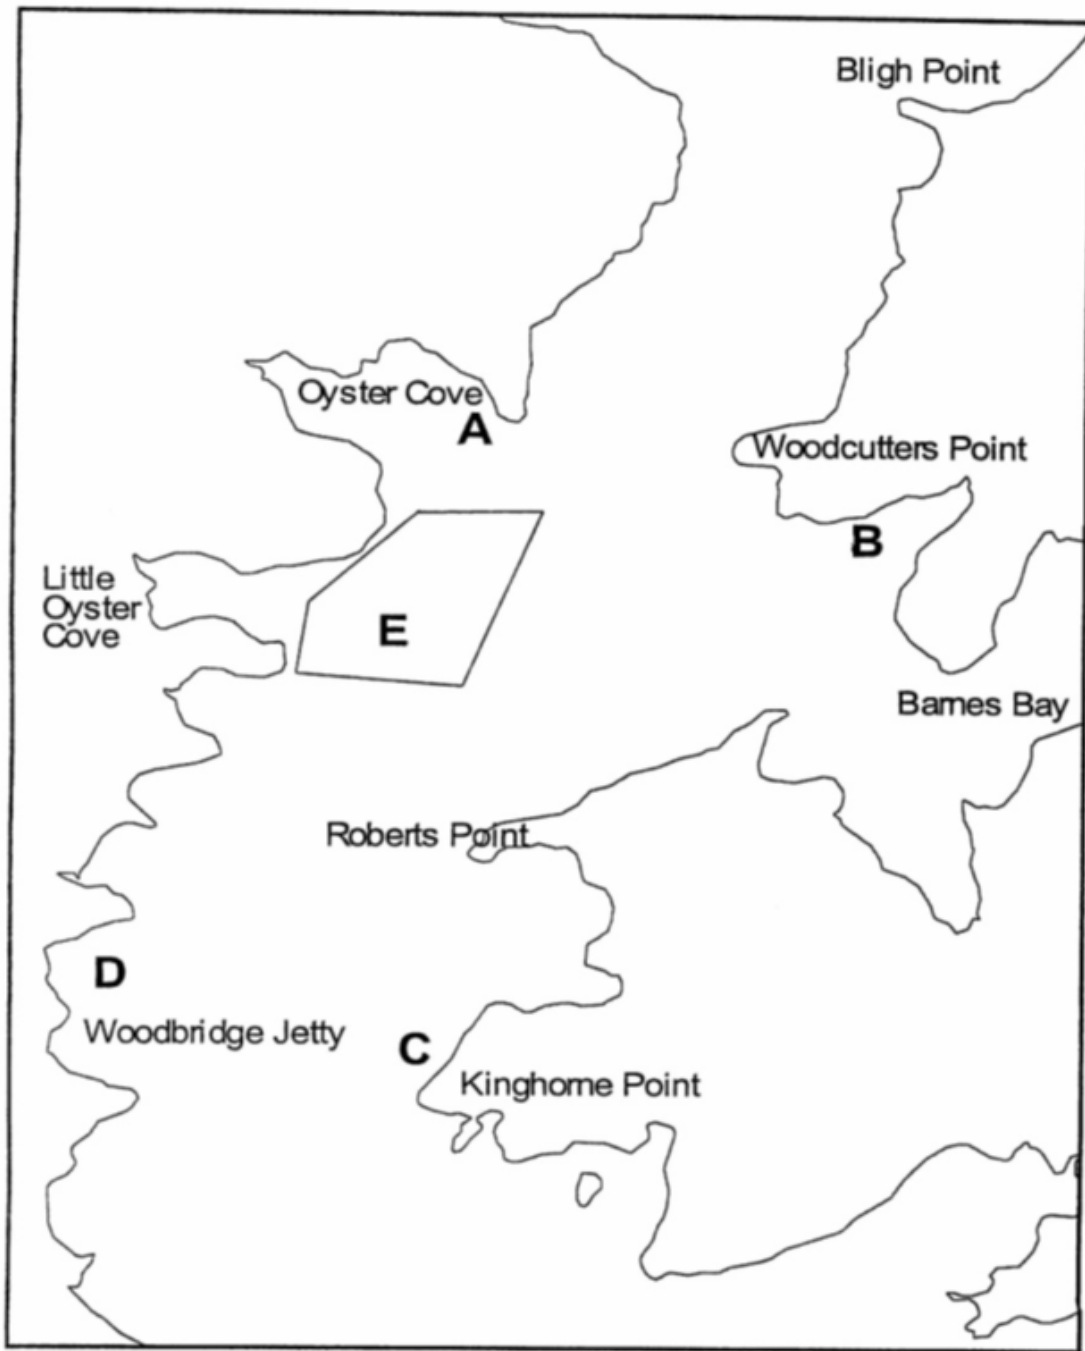 Bligh Point
Oyster Cove
A
Woodcutters Point
B
Little
Oyster
Cove
E
Barnes Bay
Roberts Point
D
Woodbridge Jetty
C
Kinghorne Point